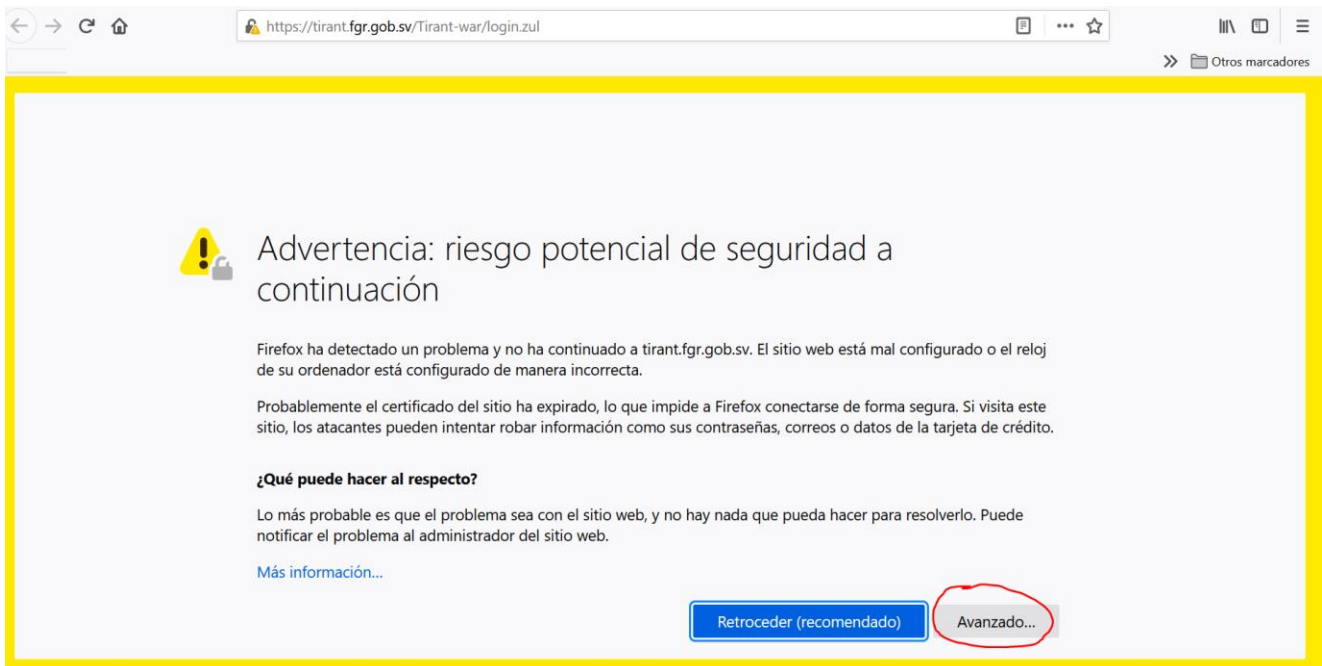 https://tirant.fgr.gob.sv/Tirant-war/login.zul
Otros marcadores
Advertencia: riesgo potencial de seguridad a
continuación
Firefox ha detectado un problema y no ha continuado a tirant.fgr.gob.sv. El sitio web está mal configurado o el reloj
de su ordenador está configurado de manera incorrecta.
Probablemente el certificado del sitio ha expirado, lo que impide a Firefox conectarse de forma segura. Si visita este
sitio, los atacantes pueden intentar robar información como sus contraseñas, correos o datos de la tarjeta de crédito.
¿Qué puede hacer al respecto?
Lo más probable es que el problema sea con el sitio web, y no hay nada que pueda hacer para resolverlo. Puede
notificar el problema al administrador del sitio web.
Más información...
Retroceder (recomendado)
Avanzado...